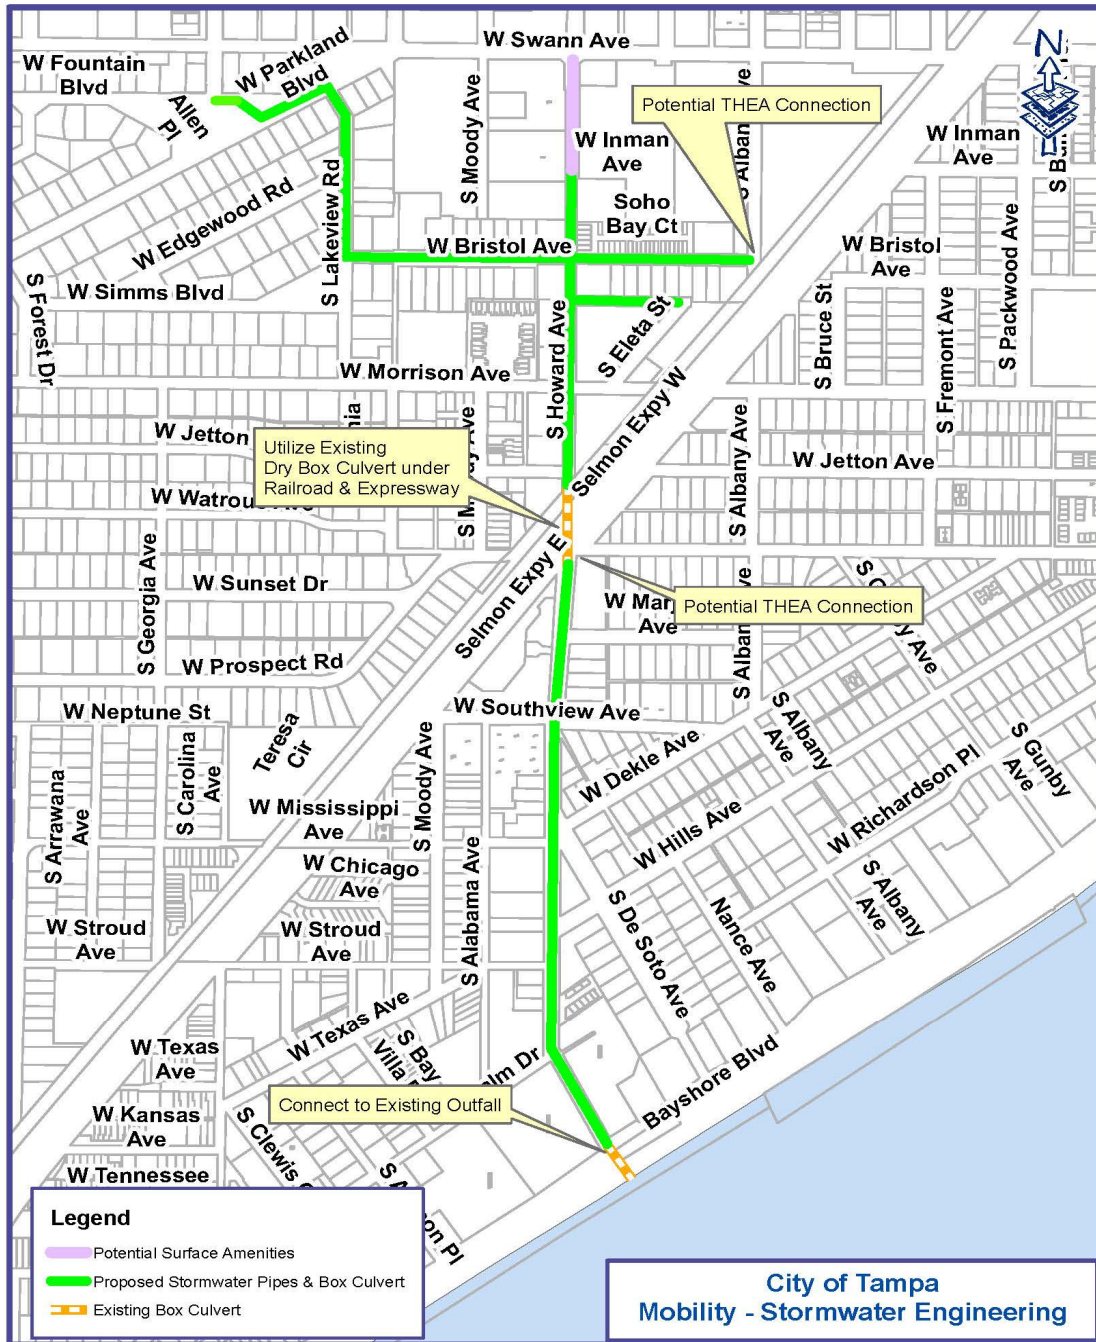 W Swann Ave
W Fountain
Blvd
W Parkland
Blvd
Allen
Pl
S Moody Ave
Potential THEA Connection
N
W Inman
Ave
W Inman
Ave
S Alban
W Edgewood Rd
S Lakeview Rd
Soho
Bay Ct
W Bristol Ave
W Bristol
Ave
S Packwood Ave
S Forest Dr
W Simms Blvd
S Howard Ave
S Eleta St
S Bruce St
S Fremont Ave
W Morrison Ave
Selmon Expy W
W Jetton
Utilize Existing
Dry Box Culvert under
Railroad & Expressway
S Albany Ave
W Jetton Ave
S Georgia Ave
W Sunset Dr
Selmon Expy E
Potential THEA Connection
Ave
S Alban
W Prospect Rd
W Neptune St
W Southview Ave
Teresa
Cir
S Carolina
Ave
S Arrawana
Ave
S Moody Ave
W Mississippi
Ave
W Dekle Ave
S Albany
Ave
S Gunby
Ave
W Hills Ave
W Richardson Pl
W Chicago
Ave
S Alabama Ave
W Stroud
Ave
W Stroud
Ave
S De Soto Ave
Nance Ave
S Albany
Ave
W Texas Ave
W Texas
Ave
S Bay
Villa
Bayshore Blvd
Connect to Existing Outfall
W Kansas
Ave
S Clewis
W Tennessee
Legend
Potential Surface Amenities
Proposed Stormwater Pipes & Box Culvert
Existing Box Culvert
City of Tampa
Mobility - Stormwater Engineering